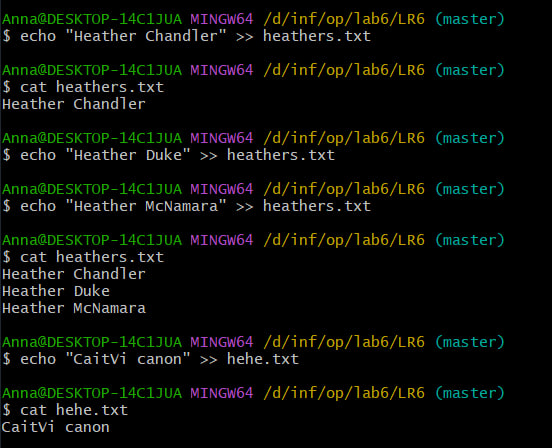 Anna@DESKTOP-14C1JUA MINGW64 /d/inf/op/lab6/LR6 (master)
$ echo "Heather Chandler" >> heathers.txt
Anna@DESKTOP-14C1JUA MINGW64 /d/inf/op/lab6/LR6 (master)
$ cat heathers.txt
Heather Chandler
Anna@DESKTOP-14C1JUA MINGW64 /d/inf/op/lab6/LR6 (master)
$ echo "Heather Duke" >> heathers.txt
Anna@DESKTOP-14C1JUA MINGW64 /d/inf/op/lab6/LR6 (master)
$ echo "Heather McNamara" >> heathers.txt
Anna@DESKTOP-14C1JUA MINGW64 /d/inf/op/lab6/LR6 (master)
$ cat heathers.txt
Heather Chandler
Heather Duke
Heather McNamara
Anna@DESKTOP-14C1JUA MINGW64 /d/inf/op/lab6/LR6 (master)
$ echo "CaitVi canon" >> hehe.txt
Anna@DESKTOP-14C1JUA MINGW64 /d/inf/op/lab6/LR6 (master)
$ cat hehe.txt
CaitVi canon